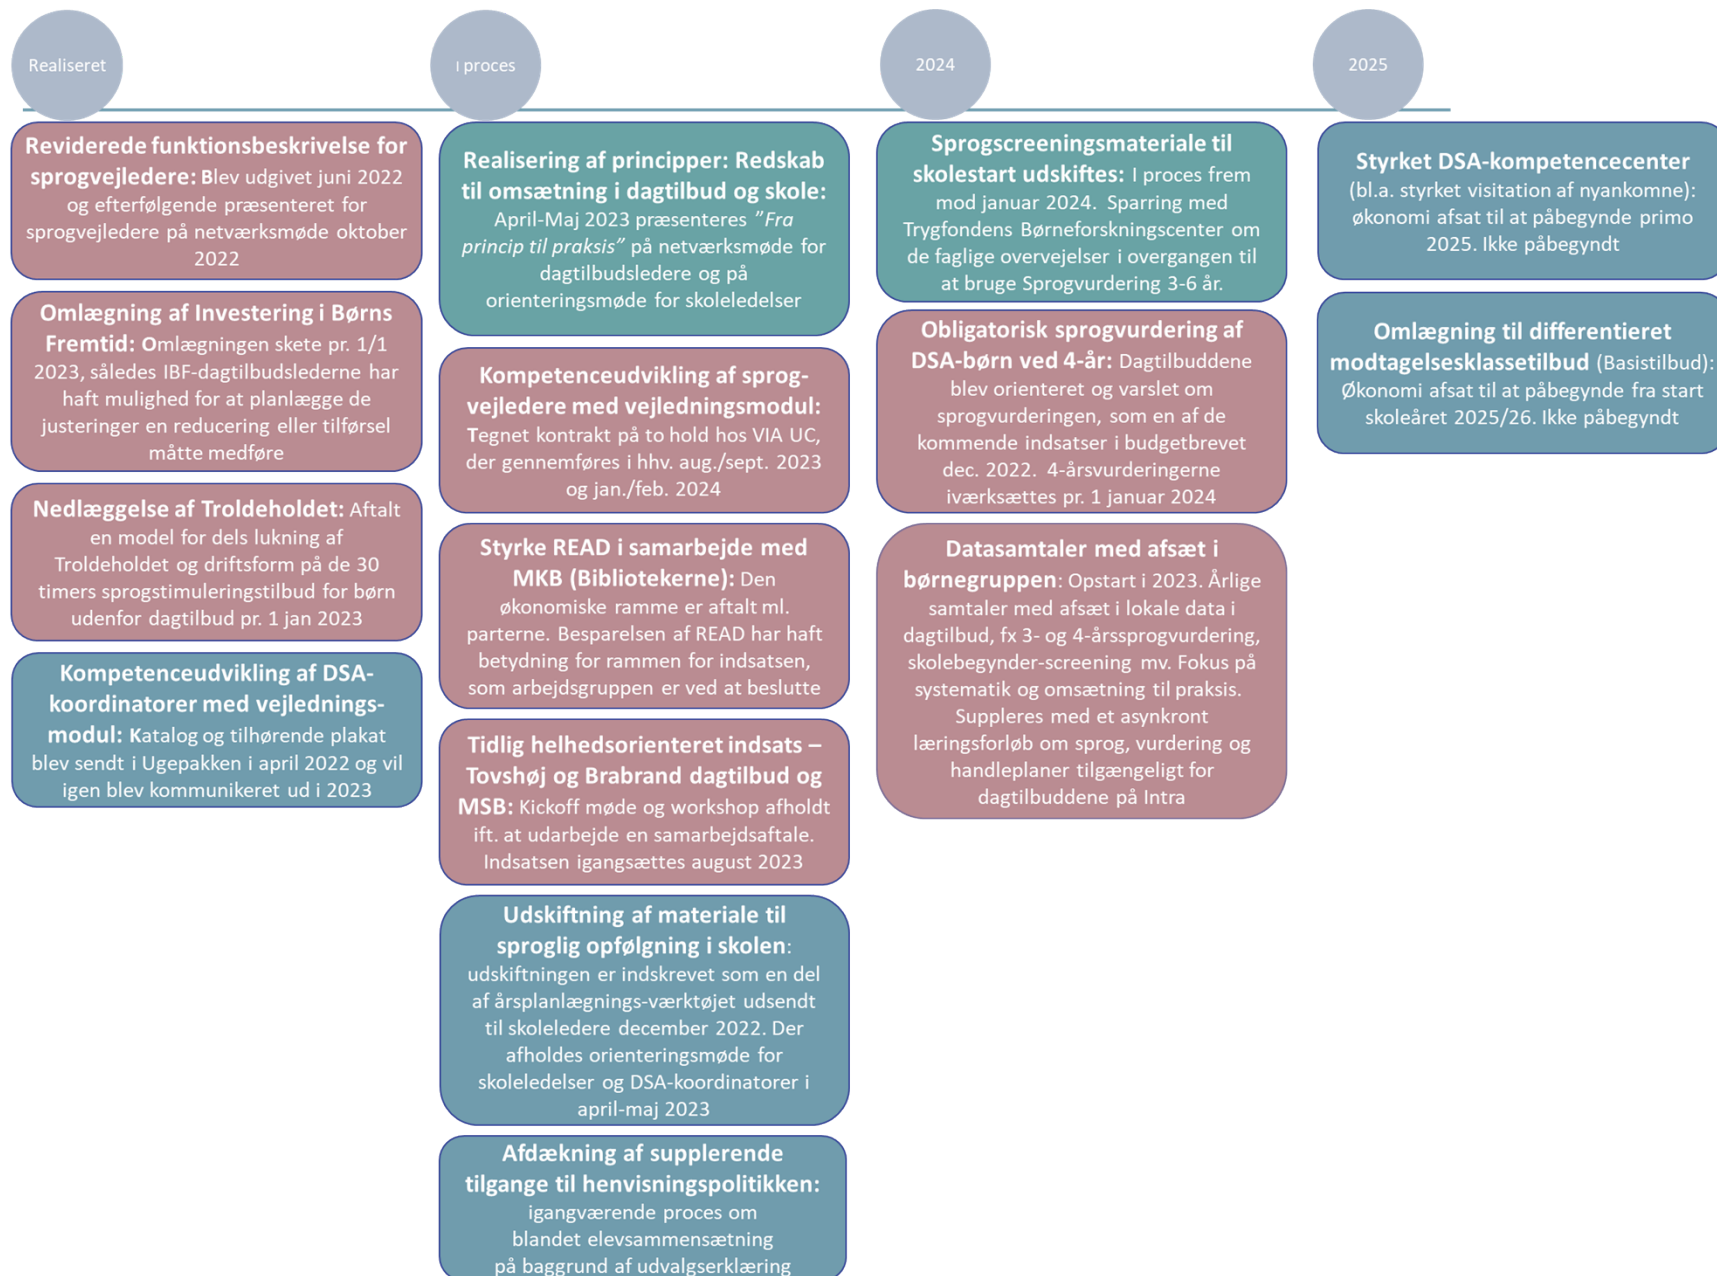 Realiseret
I proces
2024
2025
Reviderede funktionsbeskrivelse for
sprogvejledere: Blev udgivet juni 2022
og efterfølgende præsenteret for
sprogvejledere på netværksmøde oktober
2022
Omlægning af Investering i Børns
Fremtid: Omlægningen skete pr. 1/1
2023, således IBF-dagtilbudslederne har
haft mulighed for at planlægge de
justeringer en reducering eller tilførsel
måtte medføre
Nedlæggelse af Troldeholdet: Aftalt
en model for dels lukning af
Troldeholdet og driftsform på de 30
timers sprogstimuleringstilbud for børn
udenfor dagtilbud pr. 1 jan 2023
Kompetenceudvikling af DSA-
koordinatorer med vejlednings-
modul: Katalog og tilhørende plakat
blev sendt i Ugepakken i april 2022 og vil
igen blev kommunikeret ud i 2023
Realisering af principper: Redskab
til omsætning i dagtilbud og skole:
April-Maj 2023 præsenteres ”Fra
princip til praksis” på netværksmøde for
dagtilbudsledere og på
orienteringsmøde for skoleledelser
Kompetenceudvikling af sprog-
vejledere med vejledningsmodul:
Tegnet kontrakt på to hold hos VIA UC,
der gennemføres i hhv. aug./sept. 2023
og jan./feb. 2024
Styrke READ i samarbejde med
MKB (Bibliotekerne): Den
økonomiske ramme er aftalt ml.
parterne. Besparelsen af READ har haft
betydning for rammen for indsatsen,
som arbejdsgruppen er ved at beslutte
Tidlig helhedsorienteret indsats –
Tovshøj og Brabrand dagtilbud og
MSB: Kickoff møde og workshop afholdt
ift. at udarbejde en samarbejdsaftale.
Indsatsen igangsættes august 2023
Udskiftning af materiale til
sproglig opfølgning i skolen:
udskiftningen er indskrevet som en del
af årsplanlægnings-værktøjet udsendt
til skoleledere december 2022. Der
afholdes orienteringsmøde for
skoleledelser og DSA-koordinatorer i
april-maj 2023
Afdækning af supplerende
tilgange til henvisningspolitikken:
igangværende proces om
blandet elevsammensætning
på baggrund af udvalgserklæring
Sprogscreeningsmateriale til
skolestart udskiftes: I proces frem
mod januar 2024. Sparring med
Trygfondens Børneforskningscenter om
de faglige overvejelser i overgangen til
at bruge Sprogvurdering 3-6 år.
Obligatorisk sprogvurdering af
DSA-børn ved 4-år: Dagtilbuddene
blev orienteret og varslet om
sprogvurderingen, som en af de
kommende indsatser i budgetbrevet
dec. 2022. 4-årsvurderingerne
iværksættes pr. 1 januar 2024
Datasamtaler med afsæt i
børnegruppen: Opstart i 2023. Årlige
samtaler med afsæt i lokale data i
dagtilbud, fx 3- og 4-årssprogvurdering,
skolebegynder-screening mv. Fokus på
systematik og omsætning til praksis.
Suppleres med et asynkront
læringsforløb om sprog, vurdering og
handleplaner tilgængeligt for
dagtilbuddene på Intra
Styrket DSA-kompetencecenter
(bl.a. styrket visitation af nyankomne):
økonomi afsat til at påbegynde primo
2025. Ikke påbegyndt
Omlægning til differentieret
modtagelsesklassetilbud (Basistilbud):
Økonomi afsat til at påbegynde fra start
skoleåret 2025/26. Ikke påbegyndt